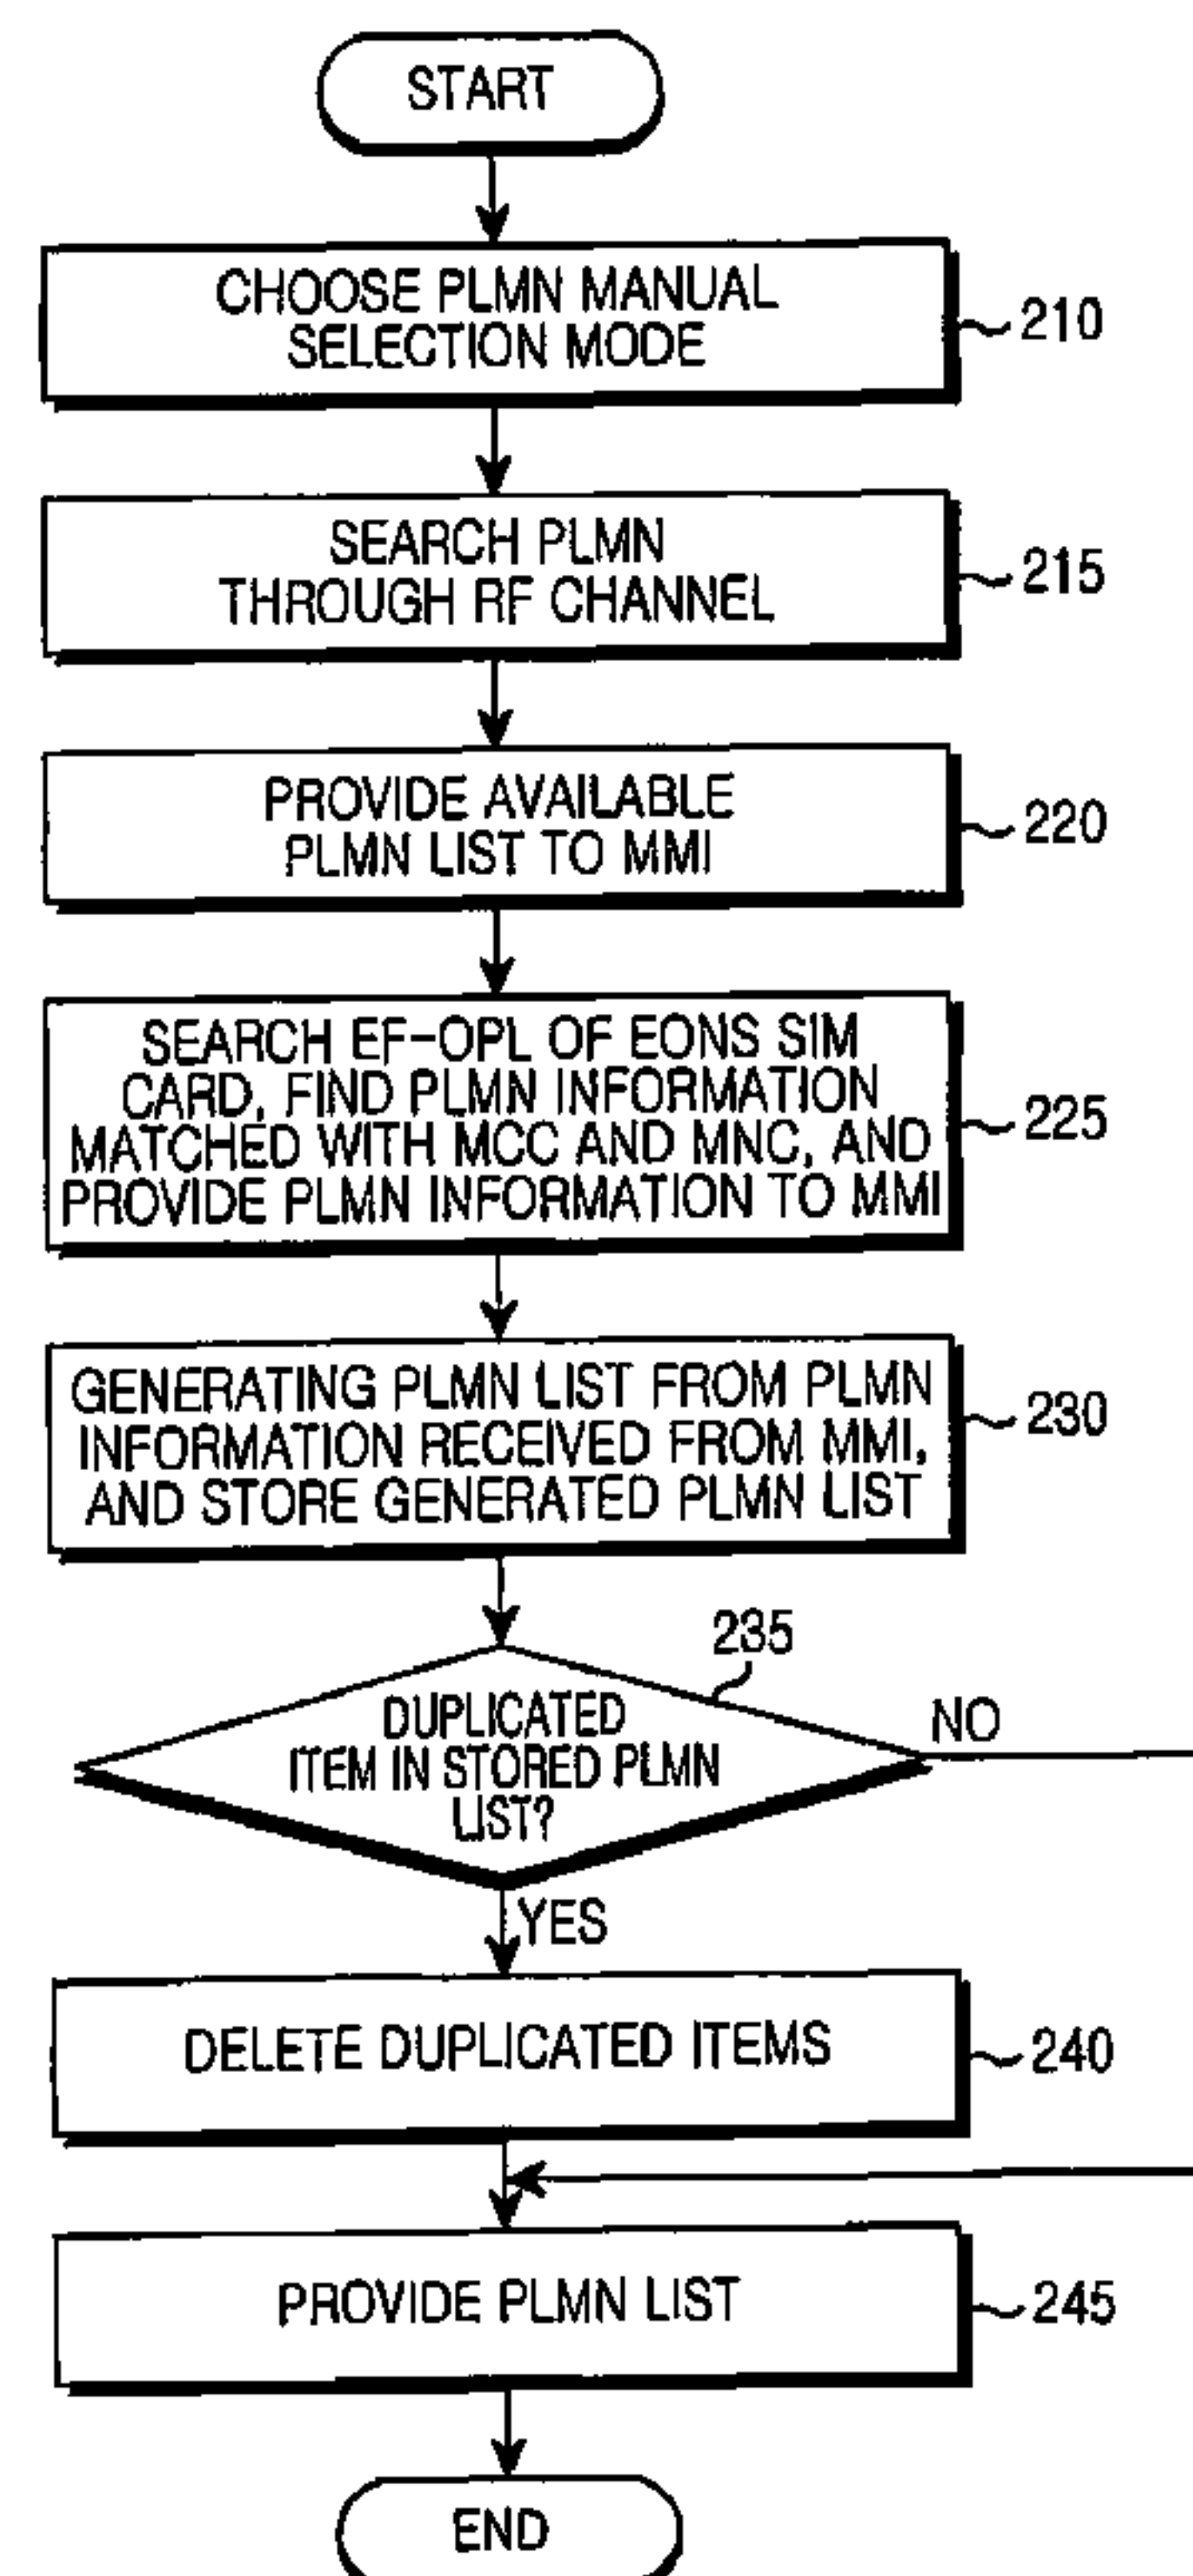 START
CHOOSE PLMN MANUAL
SELECTION MODE
210
SEARCH PLMN
THROUGH RF CHANNEL
215
PROVIDE AVAILABLE
PLMN LIST TO MMI
220
SEARCH EF-OPL OF EONS SIM
CARD, FIND PLMN INFORMATION
MATCHED WITH MCC AND MNC, AND
PROVIDE PLMN INFORMATION TO MMI
225
GENERATING PLMN LIST FROM PLMN
INFORMATION RECEIVED FROM MMI,
AND STORE GENERATED PLMN LIST
230
235
DUPLICATED
ITEM IN STORED PLMN
LIST?
NO
YES
DELETE DUPLICATED ITEMS
240
PROVIDE PLMN LIST
245
END